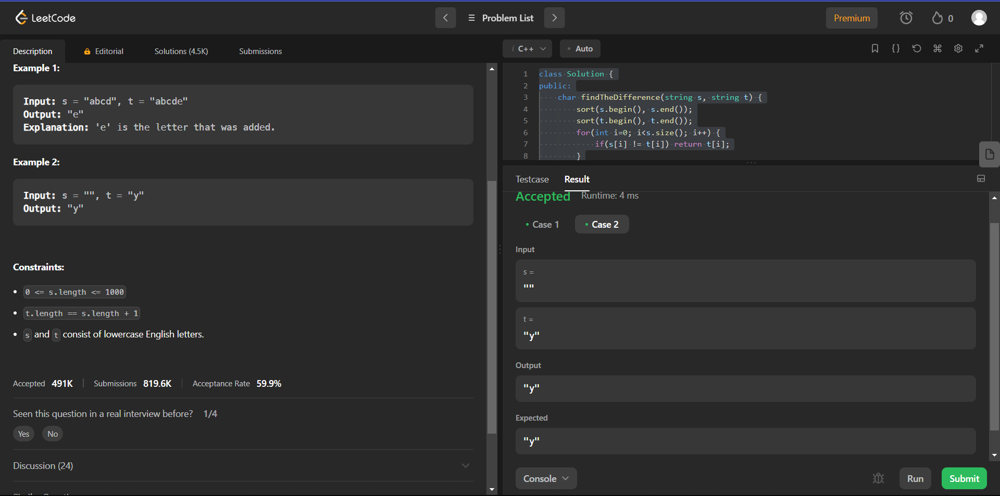 LeetCode
Problem List
Premium
0
Description
Editorial
Solutions (4.5K)
Submissions
Example 1:
Input: s = "abcd", t = "abcde"
Output: "e"
Explanation: 'e' is the letter that was added.
Example 2:
Input: s = "", t = "y"
Output: "y"
Constraints:
• 0 <= s.length <= 1000
• t.length == s.length + 1
• s and t consist of lowercase English letters.
Accepted 491K
Submissions 819.6K
Acceptance Rate 59.9%
Seen this question in a real interview before? 1/4
Yes
No
Discussion (24)
i C++
• Auto
1 class Solution {
2 public:
3     char findTheDifference(string s, string t) {
4         sort(s.begin(), s.end());
5         sort(t.begin(), t.end());
6         for(int i=0; i<s.size(); i++) {
7             if(s[i] != t[i]) return t[i];
8         }
Testcase
Result
Accepted
Runtime: 4 ms
• Case 1
• Case 2
Input
s =
""
t =
"y"
Output
"y"
Expected
"y"
Console
Run
Submit